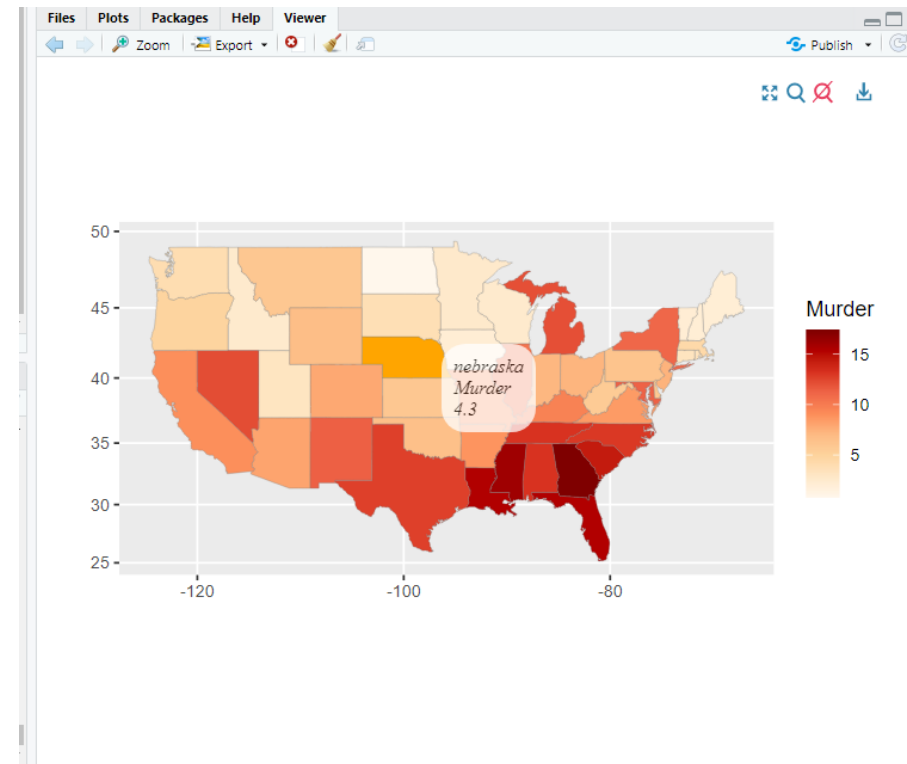 Files Plots Packages Help Viewer
Zoom Export Publish
50
45
40
35
30
25
-120 -100 -80
nebraska
Murder
4.3
Murder
15
10
5